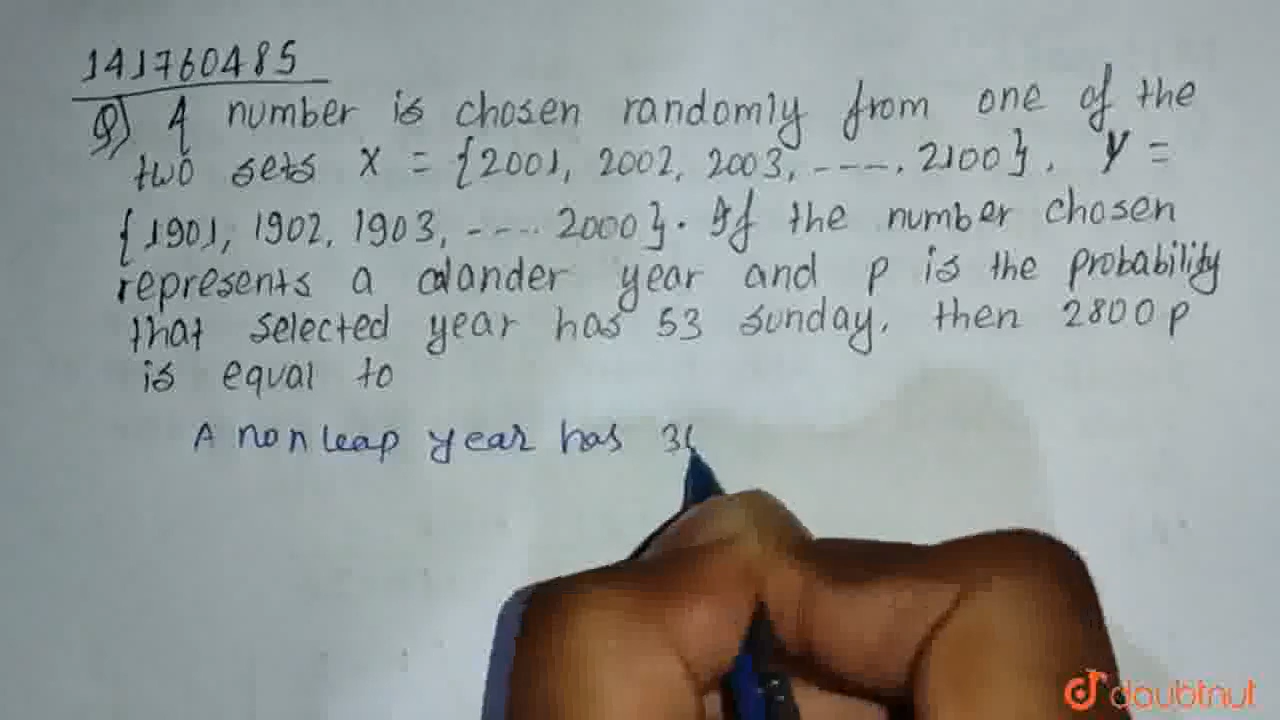 141760485
Q) A number is chosen randomly from one of the
two sets X = {2001, 2002, 2003, ---- . 2100}. Y =
{1901, 1902, 1903, ---- 2000}. If the number chosen
represents a calander year and p is the probability
that selected year has 53 sunday, then 2800 p
is equal to
A non leap year has 36
doubtnut